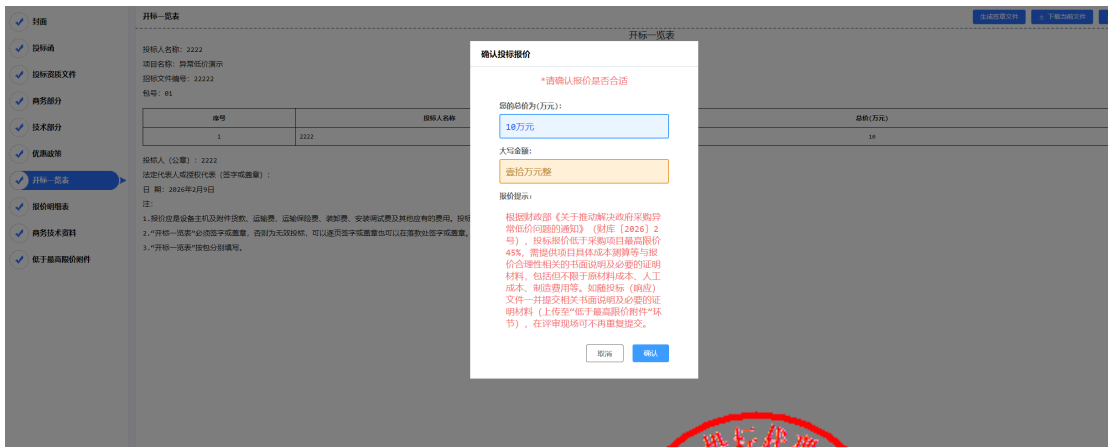 封面
投标函
投标资质文件
商务部分
技术部分
优惠政策
开标一览表
报价明细表
商务技术资料
低于最高限价附件
开标一览表
生成签章文件
下载当前文件
开标一览表
投标人名称: 2222
项目名称: 异常低价演示
招标文件编号: 22222
包号: 01
序号 投标人名称 总价(万元)
1 2222 10
投标人（公章）: 2222
法定代表人或授权代表（签字或盖章）:
日 期: 2026年2月9日
注:
1.报价应是设备主机及附件货款、运输费、运输保险费、装卸费、安装调试费及其他应有的费用。投标
2."开标一览表"必须签字或盖章，否则为无效投标，可以逐页签字或盖章也可以在落款处签字或盖章。
3."开标一览表"按包分别填写。
确认投标报价
*请确认报价是否合适
您的总价为(万元):
10万元
大写金额:
壹拾万元整
报价提示:
根据财政部《关于推动解决政府采购异
常低价问题的通知》（财库〔2026〕2
号），投标报价低于采购项目最高限价
45%，需提供项目具体成本测算等与报
价合理性相关的书面说明及必要的证明
材料，包括但不限于原材料成本、人工
成本、制造费用等。如随投标（响应）
文件一并提交相关书面说明及必要的证
明材料（上传至"低于最高限价附件"环
节），在评审现场可不再重复提交。
取消
确认